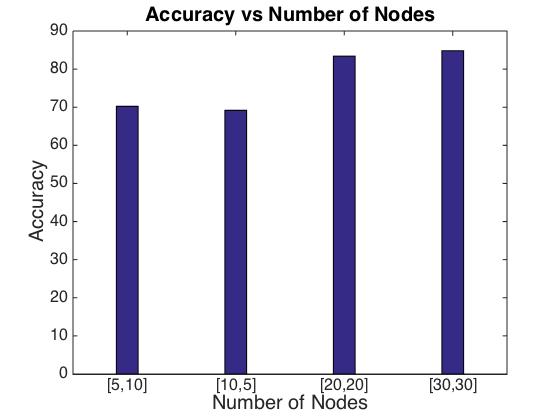 Accuracy vs Number of Nodes
90
80
70
60
50
40
30
20
10
0
Accuracy
[5,10] [10,5] [20,20] [30,30]
Number of Nodes